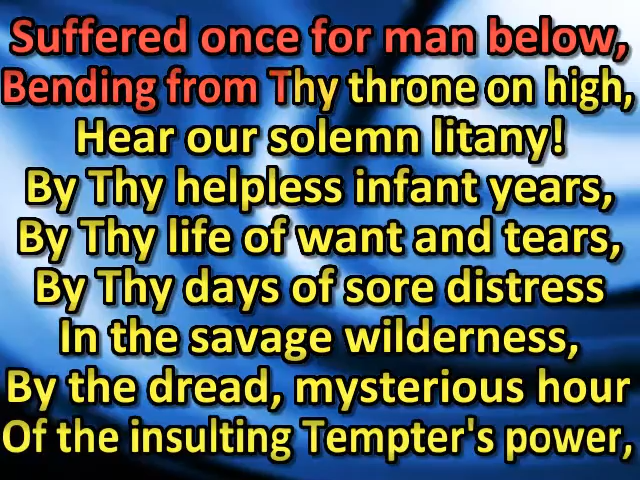 Suffered once for man below,
Bending from Thy throne on high,
Hear our solemn litany!
By Thy helpless infant years,
By Thy life of want and tears,
By Thy days of sore distress
In the savage wilderness,
By the dread, mysterious hour
Of the insulting Tempter's power,